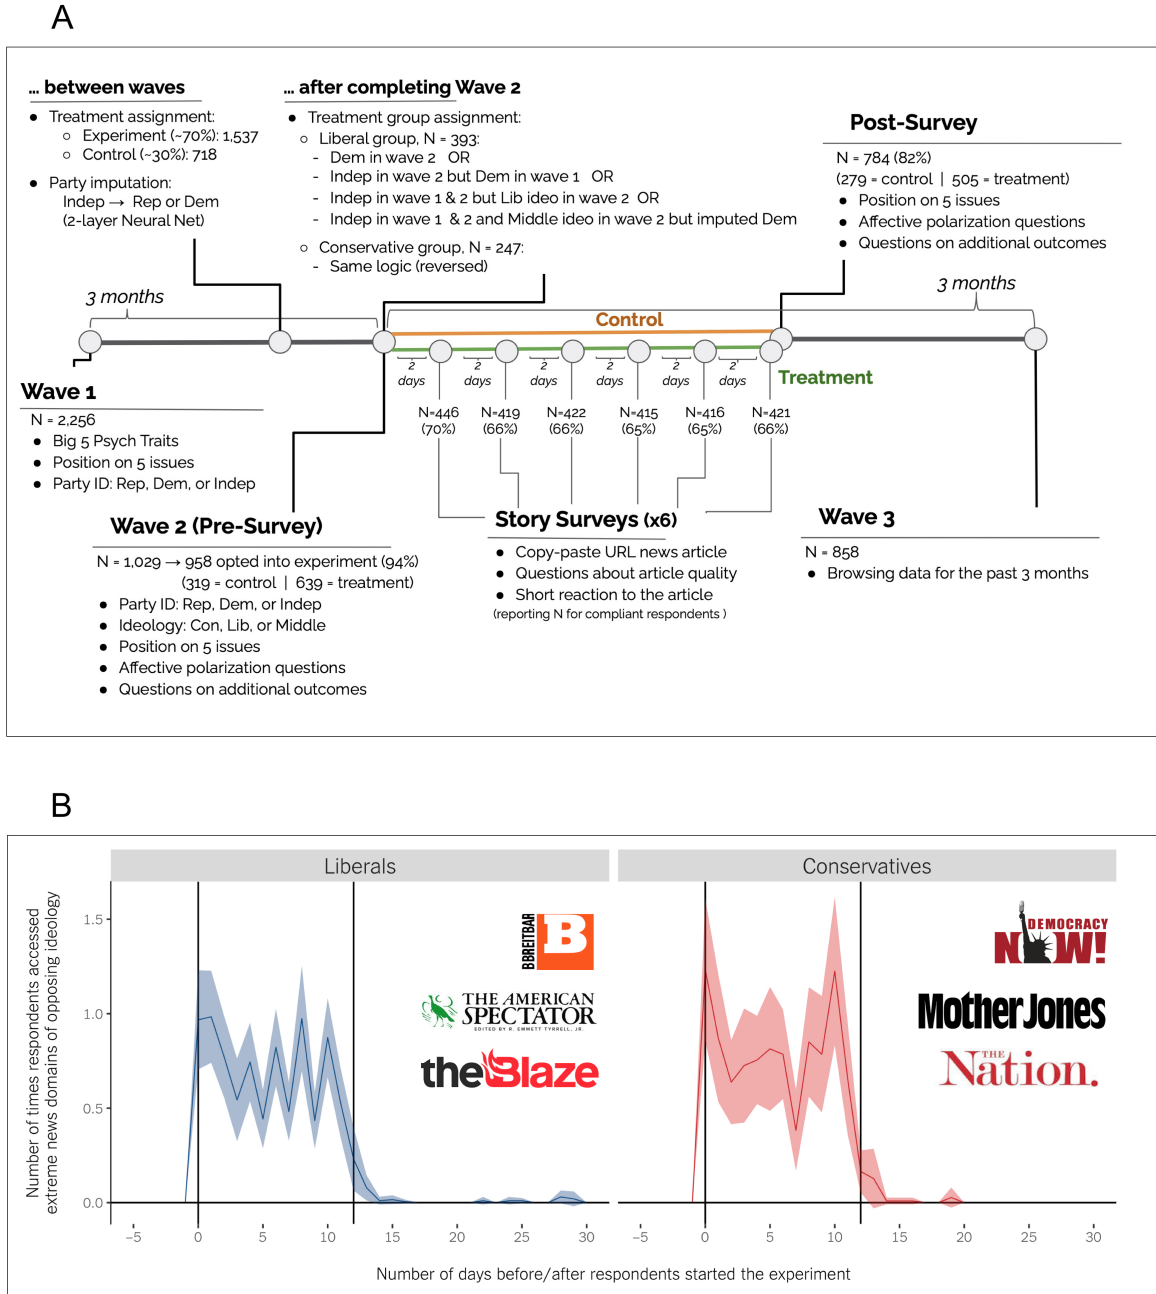 A
... between waves
● Treatment assignment:
○ Experiment (~70%): 1,537
○ Control (~30%): 718
● Party imputation:
Indep → Rep or Dem
(2-layer Neural Net)
... after completing Wave 2
● Treatment group assignment:
○ Liberal group, N = 393:
- Dem in wave 2 OR
- Indep in wave 2 but Dem in wave 1 OR
- Indep in wave 1 & 2 but Lib ideo in wave 2 OR
- Indep in wave 1 & 2 and Middle ideo in wave 2 but imputed Dem
○ Conservative group, N = 247:
- Same logic (reversed)
Post-Survey
N = 784 (82%)
(279 = control | 505 = treatment)
● Position on 5 issues
● Affective polarization questions
● Questions on additional outcomes
3 months
3 months
Control
2 days
2 days
2 days
2 days
2 days
2 days
Treatment
N=446 (70%)
N=419 (66%)
N=422 (66%)
N=415 (65%)
N=416 (65%)
N=421 (66%)
Wave 1
N = 2,256
● Big 5 Psych Traits
● Position on 5 issues
● Party ID: Rep, Dem, or Indep
Wave 2 (Pre-Survey)
N = 1,029 → 958 opted into experiment (94%)
(319 = control | 639 = treatment)
● Party ID: Rep, Dem, or Indep
● Ideology: Con, Lib, or Middle
● Position on 5 issues
● Affective polarization questions
● Questions on additional outcomes
Story Surveys (x6)
● Copy-paste URL news article
● Questions about article quality
● Short reaction to the article
(reporting N for compliant respondents )
Wave 3
N = 858
● Browsing data for the past 3 months
B
Liberals
Conservatives
Number of times respondents accessed
extreme news domains of opposing ideology
1.5
1.0
0.5
0.0
BBREITBAR
B
THE AMERICAN
SPECTATOR
EDITED BY R. EMMETT TYRRELL, JR.
theBlaze
DEMOCRACY
NOW!
Mother Jones
THE
Nation.
−5 0 5 10 15 20 25 30
−5 0 5 10 15 20 25 30
Number of days before/after respondents started the experiment